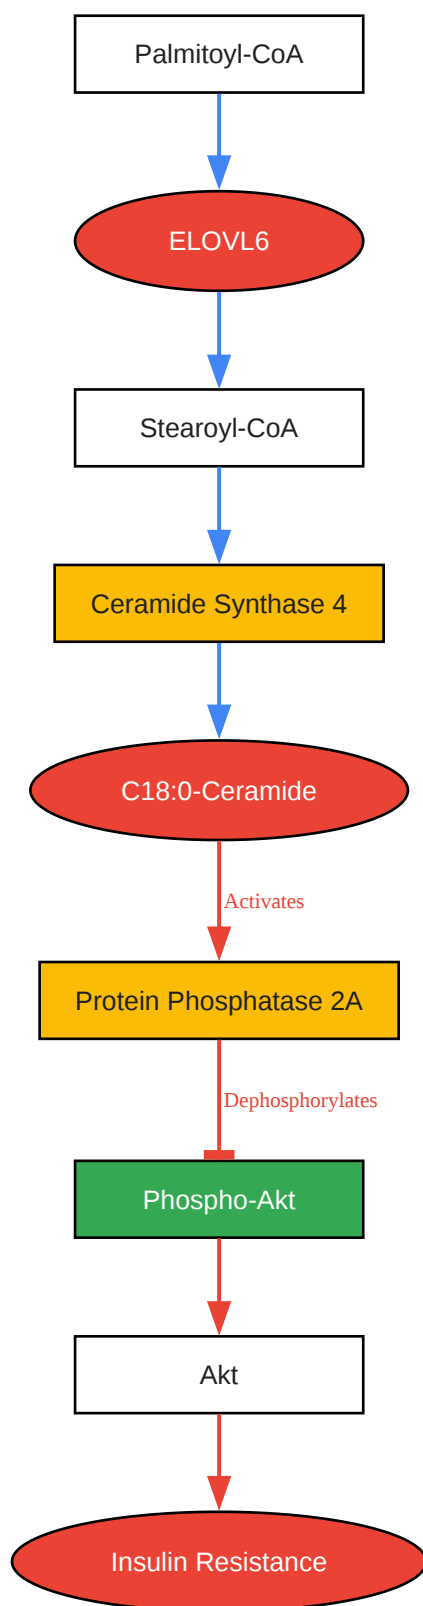 Palmitoyl-CoA
ELOVL6
Stearoyl-CoA
Ceramide Synthase 4
C18:0-Ceramide
Activates
Protein Phosphatase 2A
Dephosphorylates
Phospho-Akt
Akt
Insulin Resistance